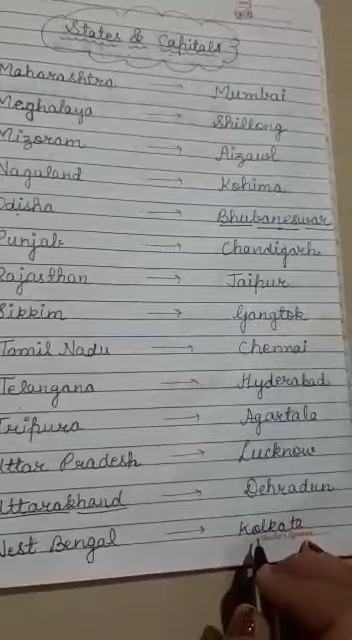 States & Capitals
Maharashtra → Mumbai
Meghalaya → Shillong
Mizoram → Aizawl
Nagaland → Kohima
Odisha → Bhubaneswar
Punjab → Chandigarh
Rajasthan → Jaipur
Sikkim → Gangtok
Tamil Nadu → Chennai
Telangana → Hyderabad
Tripura → Agartala
Uttar Pradesh → Lucknow
Uttarakhand → Dehradun
West Bengal → Kolkata